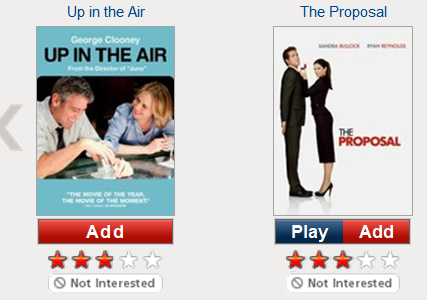 Up in the Air
George Clooney
UP IN THE AIR
From the Director of "Juno"
"THE MOVIE OF THE YEAR,
THE MOVIE OF THE MOMENT."
Add
Not Interested
The Proposal
SANDRA BULLOCK RYAN REYNOLDS
THE
PROPOSAL
Play Add
Not Interested